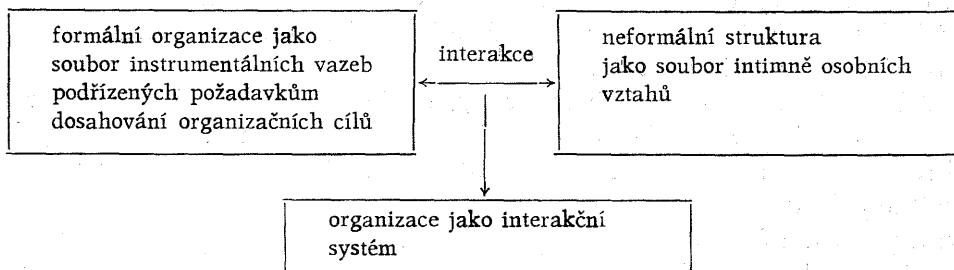 formální organizace jako
soubor instrumentálních vazeb
podřízených požadavkům
dosahování organizačních cílů
interakce
neformální struktura
jako soubor intimně osobních
vztahů
organizace jako interakční
systém